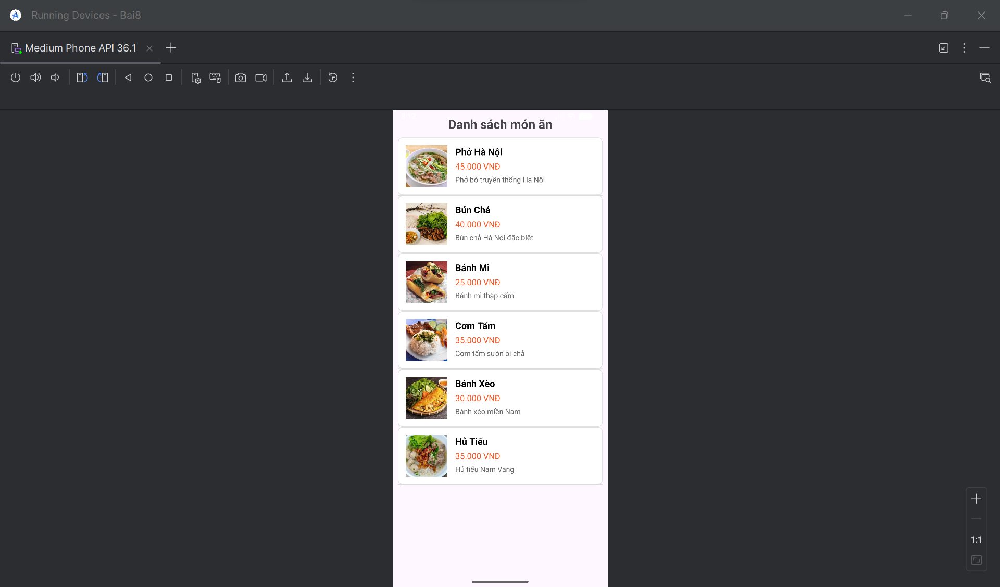 Running Devices - Bai8
Medium Phone API 36.1
Danh sách món ăn
Phở Hà Nội
45.000 VNĐ
Phở bò truyền thống Hà Nội
Bún Chả
40.000 VNĐ
Bún chả Hà Nội đặc biệt
Bánh Mì
25.000 VNĐ
Bánh mì thập cẩm
Cơm Tấm
35.000 VNĐ
Cơm tấm sườn bì chả
Bánh Xèo
30.000 VNĐ
Bánh xèo miền Nam
Hủ Tiếu
35.000 VNĐ
Hủ tiếu Nam Vang
1:1